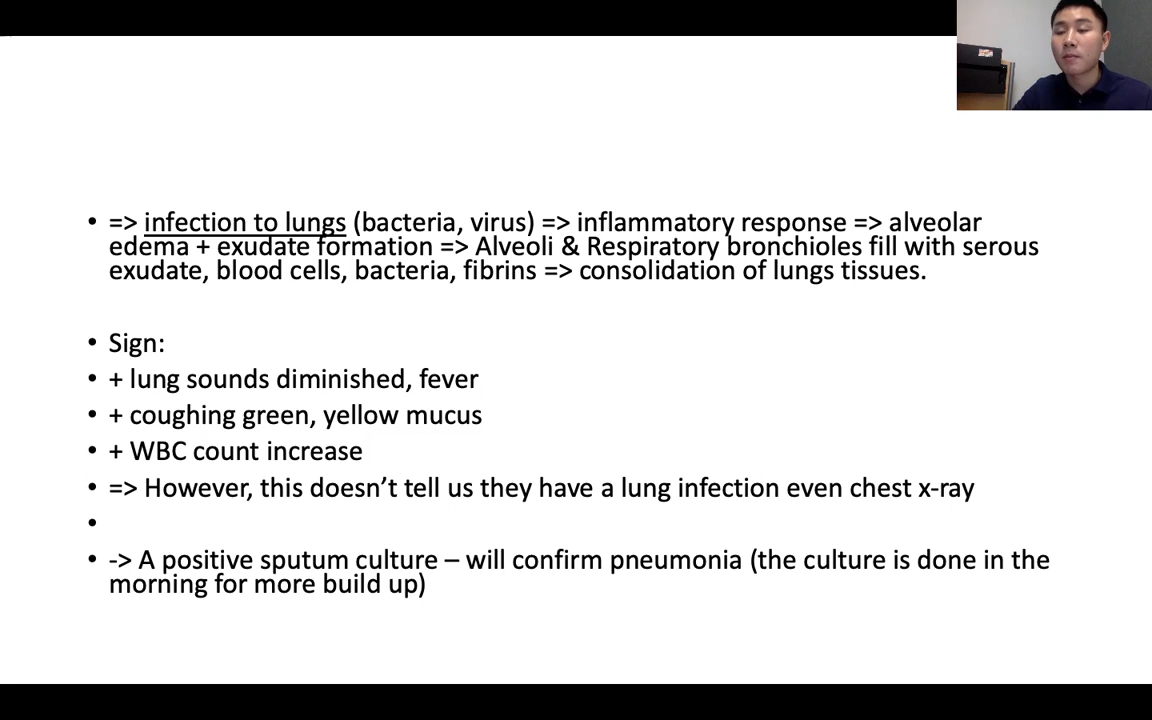 • => infection to lungs (bacteria, virus) => inflammatory response => alveolar
edema + exudate formation => Alveoli & Respiratory bronchioles fill with serous
exudate, blood cells, bacteria, fibrins => consolidation of lungs tissues.
• Sign:
• + lung sounds diminished, fever
• + coughing green, yellow mucus
• + WBC count increase
• => However, this doesn’t tell us they have a lung infection even chest x-ray
•
• -> A positive sputum culture – will confirm pneumonia (the culture is done in the
morning for more build up)